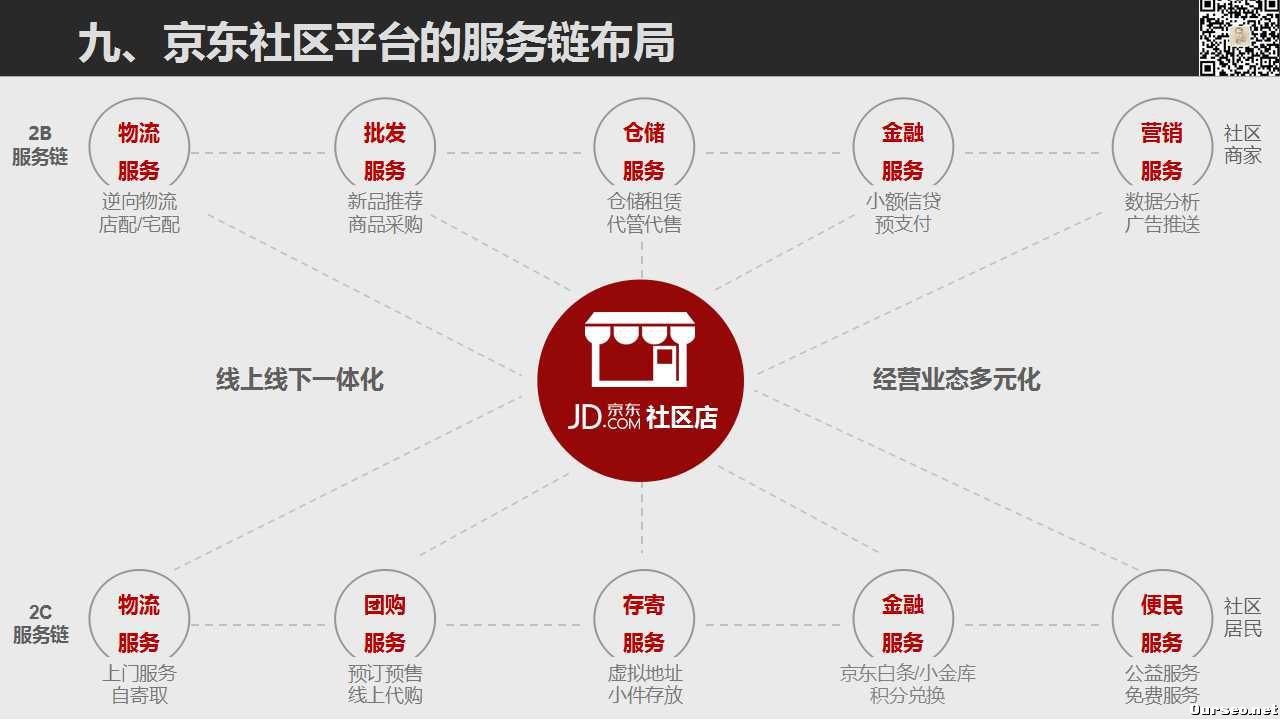 九、京东社区平台的服务链布局
2B
服务链
物流
服务
逆向物流
店配/宅配
批发
服务
新品推荐
商品采购
仓储
服务
仓储租赁
代管代售
金融
服务
小额信贷
预支付
营销
服务
数据分析
广告推送
社区
商家
线上线下一体化
JD.京东.COM 社区店
经营业态多元化
2C
服务链
物流
服务
上门服务
自寄取
团购
服务
预订预售
线上代购
存寄
服务
虚拟地址
小件存放
金融
服务
京东白条/小金库
积分兑换
便民
服务
公益服务
免费服务
社区
居民
Ourseo.net